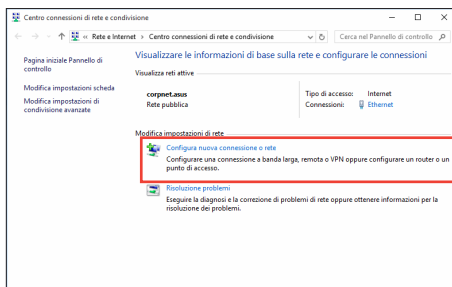 Centro connessioni di rete e condivisione
« Rete e Internet › Centro connessioni di rete e condivisione
Cerca nel Pannello di controllo
Pagina iniziale Pannello di
controllo
Modifica impostazioni scheda
Modifica impostazioni di
condivisione avanzate
Visualizzare le informazioni di base sulla rete e configurare le connessioni
Visualizza reti attive
corpnet.asus
Rete pubblica
Tipo di accesso: Internet
Connessioni: Ethernet
Modifica impostazioni di rete
Configura nuova connessione o rete
Configurare una connessione a banda larga, remota o VPN oppure configurare un router o un
punto di accesso.
Risoluzione problemi
Eseguire la diagnosi e la correzione di problemi di rete oppure ottenere informazioni per la
risoluzione dei problemi.